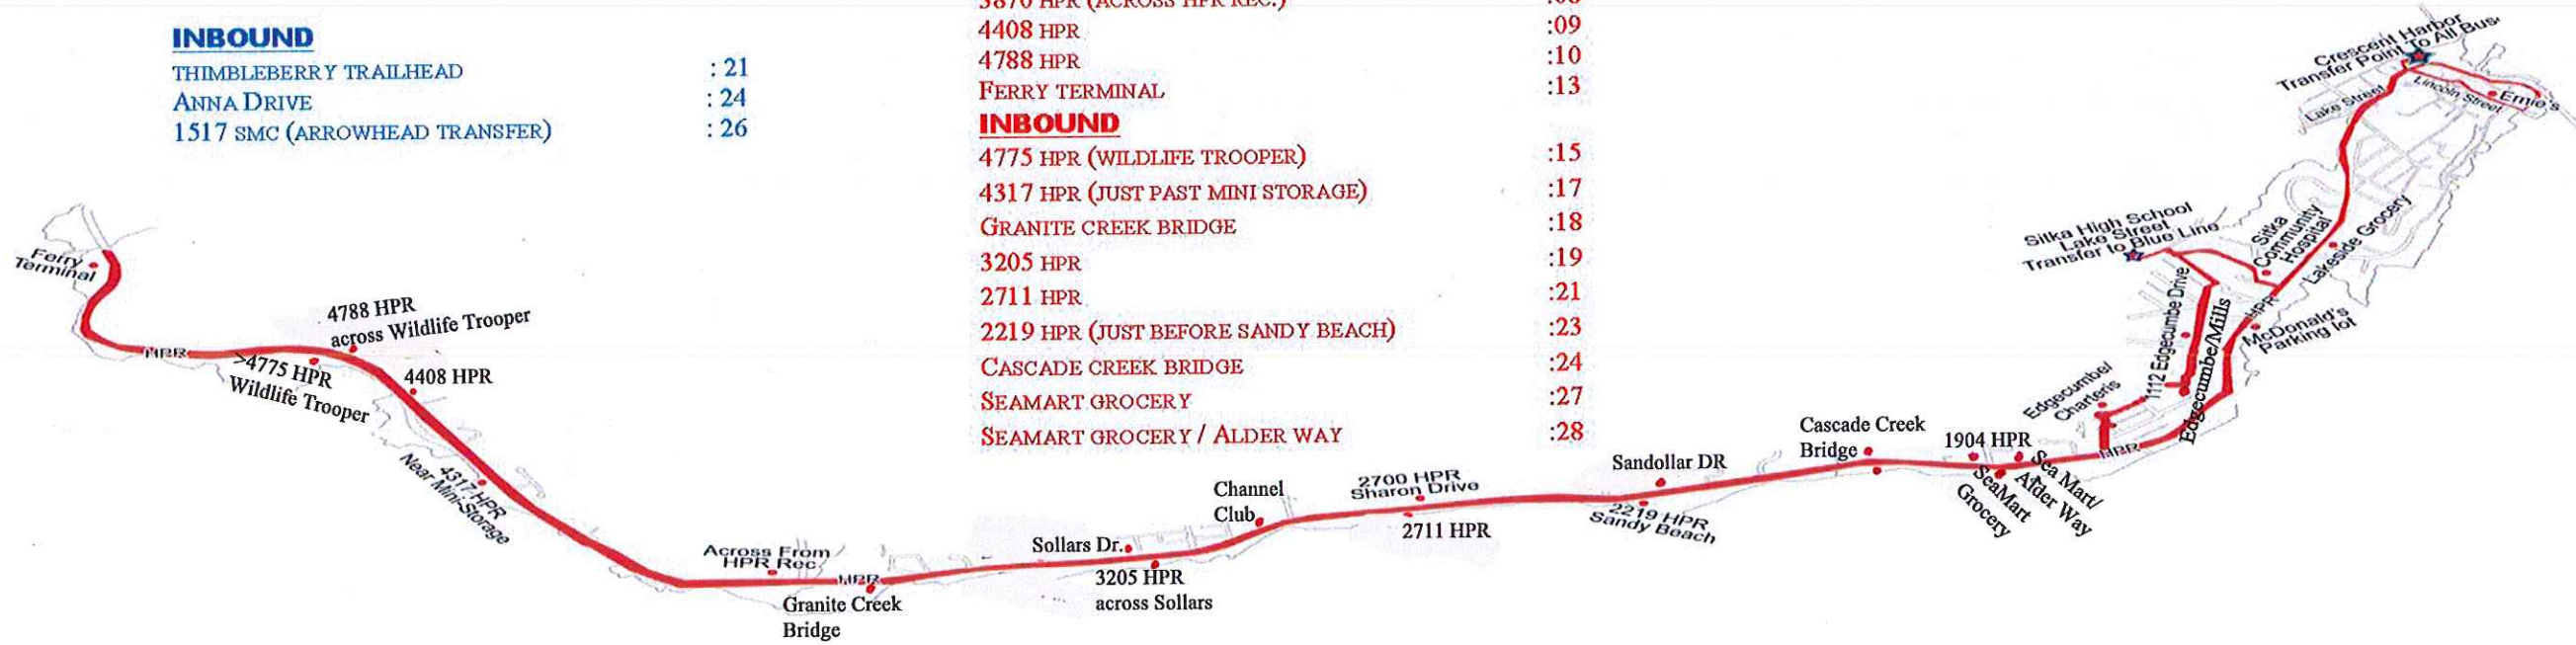 INBOUND
THIMBLEBERRY TRAILHEAD : 21
ANNA DRIVE : 24
1517 SMC (ARROWHEAD TRANSFER) : 26
3870 HPR (ACROSS HPR REC.) :08
4408 HPR :09
4788 HPR :10
FERRY TERMINAL :13
INBOUND
4775 HPR (WILDLIFE TROOPER) :15
4317 HPR (JUST PAST MINI STORAGE) :17
GRANITE CREEK BRIDGE :18
3205 HPR :19
2711 HPR :21
2219 HPR (JUST BEFORE SANDY BEACH) :23
CASCADE CREEK BRIDGE :24
SEAMART GROCERY :27
SEAMART GROCERY / ALDER WAY :28
Ferry
Terminal
HPR
4788 HPR
across Wildlife Trooper
>4775 HPR
Wildlife Trooper
4408 HPR
4317 HPR
Near Mini-Storage
Across From
HPR Rec
HPR
Granite Creek
Bridge
Sollars Dr.
3205 HPR
across Sollars
Channel
Club
2700 HPR
Sharon Drive
2711 HPR
Sandollar DR
2219 HPR
Sandy Beach
Cascade Creek
Bridge
1904 HPR
SeaMart
Grocery
Sea Mart/
Alder Way
HPR
Edgecumbe/
Charteris
1112 Edgecumbe Drive
Edgecumbe/Mills
Sitka High School
Lake Street
Transfer to Blue Line
Sitka
Community
Hospital
HPR
McDonald's
Parking lot
Lakeside Grocery
Lake Street
Lincoln Street
Ernie's
Crescent Harbor
Transfer Point To All Bus